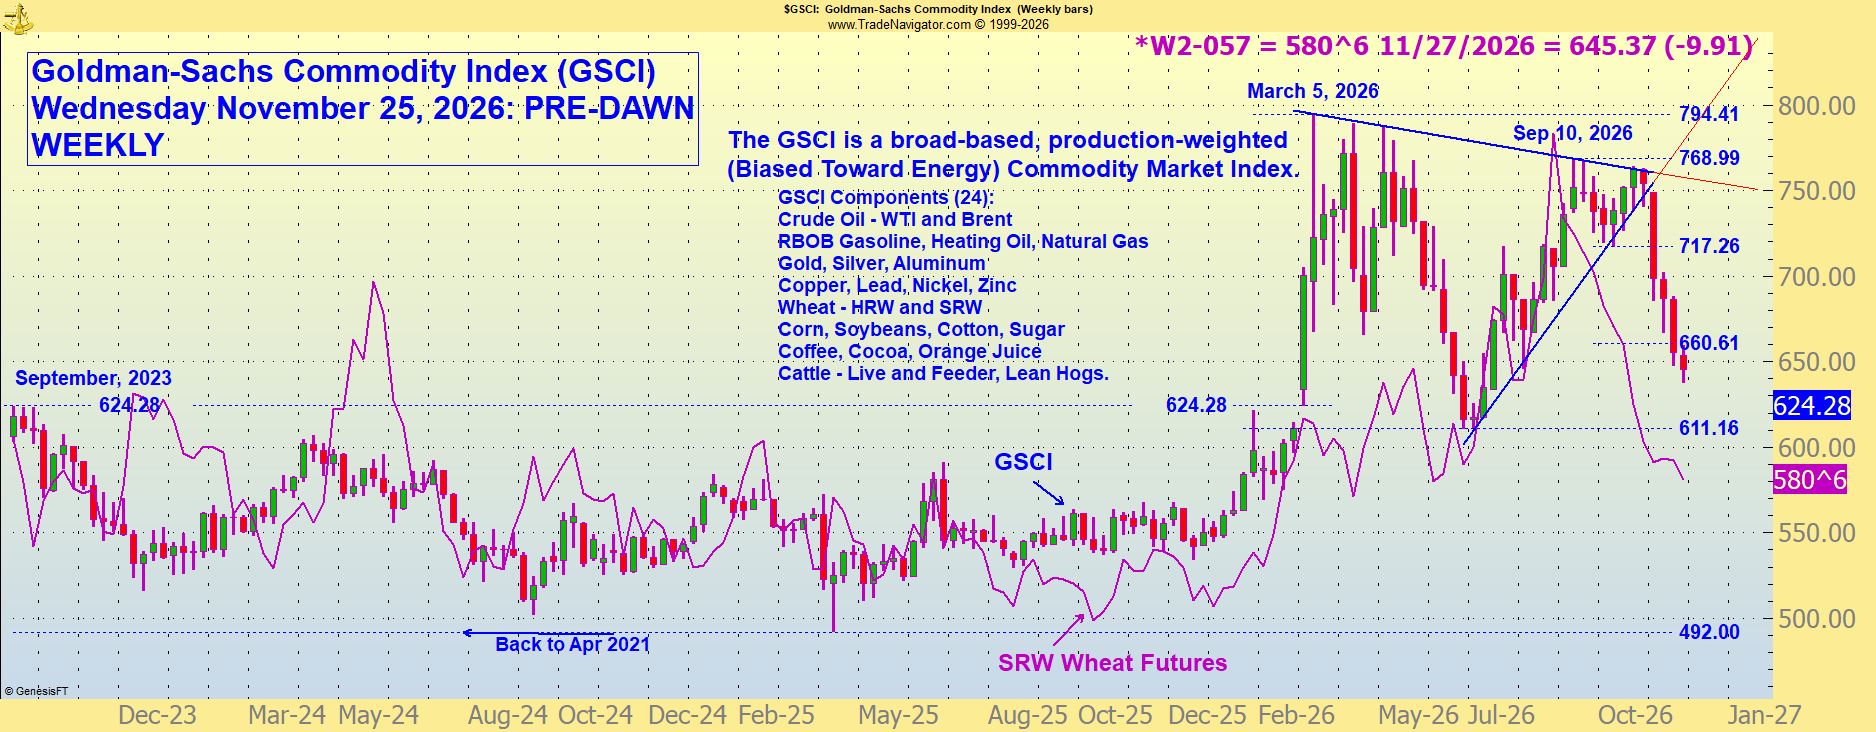 $GSCI: Goldman-Sachs Commodity Index (Weekly bars)
www.TradeNavigator.com © 1999-2026
*W2-057 = 580^6 11/27/2026 = 645.37 (-9.91)
Goldman-Sachs Commodity Index (GSCI)
Wednesday November 25, 2026: PRE-DAWN
WEEKLY
March 5, 2026
800.00
794.41
The GSCI is a broad-based, production-weighted
(Biased Toward Energy) Commodity Market Index.
Sep 10, 2026
768.99
GSCI Components (24):
Crude Oil - WTI and Brent
RBOB Gasoline, Heating Oil, Natural Gas
Gold, Silver, Aluminum
Copper, Lead, Nickel, Zinc
Wheat - HRW and SRW
Corn, Soybeans, Cotton, Sugar
Coffee, Cocoa, Orange Juice
Cattle - Live and Feeder, Lean Hogs.
750.00
717.26
700.00
660.61
650.00
September, 2023
624.28
624.28
624.28
611.16
600.00
GSCI
580^6
550.00
500.00
492.00
Back to Apr 2021
SRW Wheat Futures
© GenesisFT
Dec-23 Mar-24 May-24 Aug-24 Oct-24 Dec-24 Feb-25 May-25 Aug-25 Oct-25 Dec-25 Feb-26 May-26 Jul-26 Oct-26 Jan-27